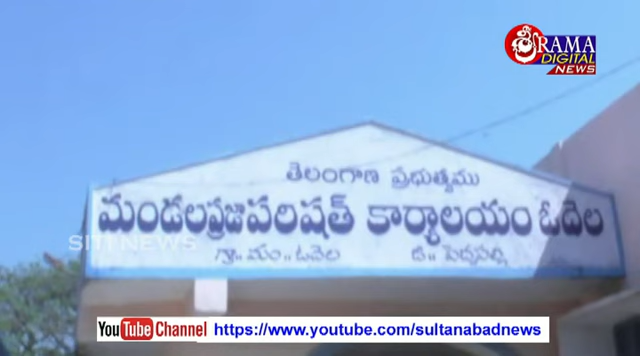 శ్రీRAMA
DIGITAL
NEWS
తెలంగాణ ప్రభుత్వము
మండలప్రజాపరిషత్ కార్యాలయం ఓదెల
SITI NEWS
గ్రా.. మం.. ఓదెల జి.. పెద్దపల్లి
YouTube Channel https://www.youtube.com/sultanabadnews